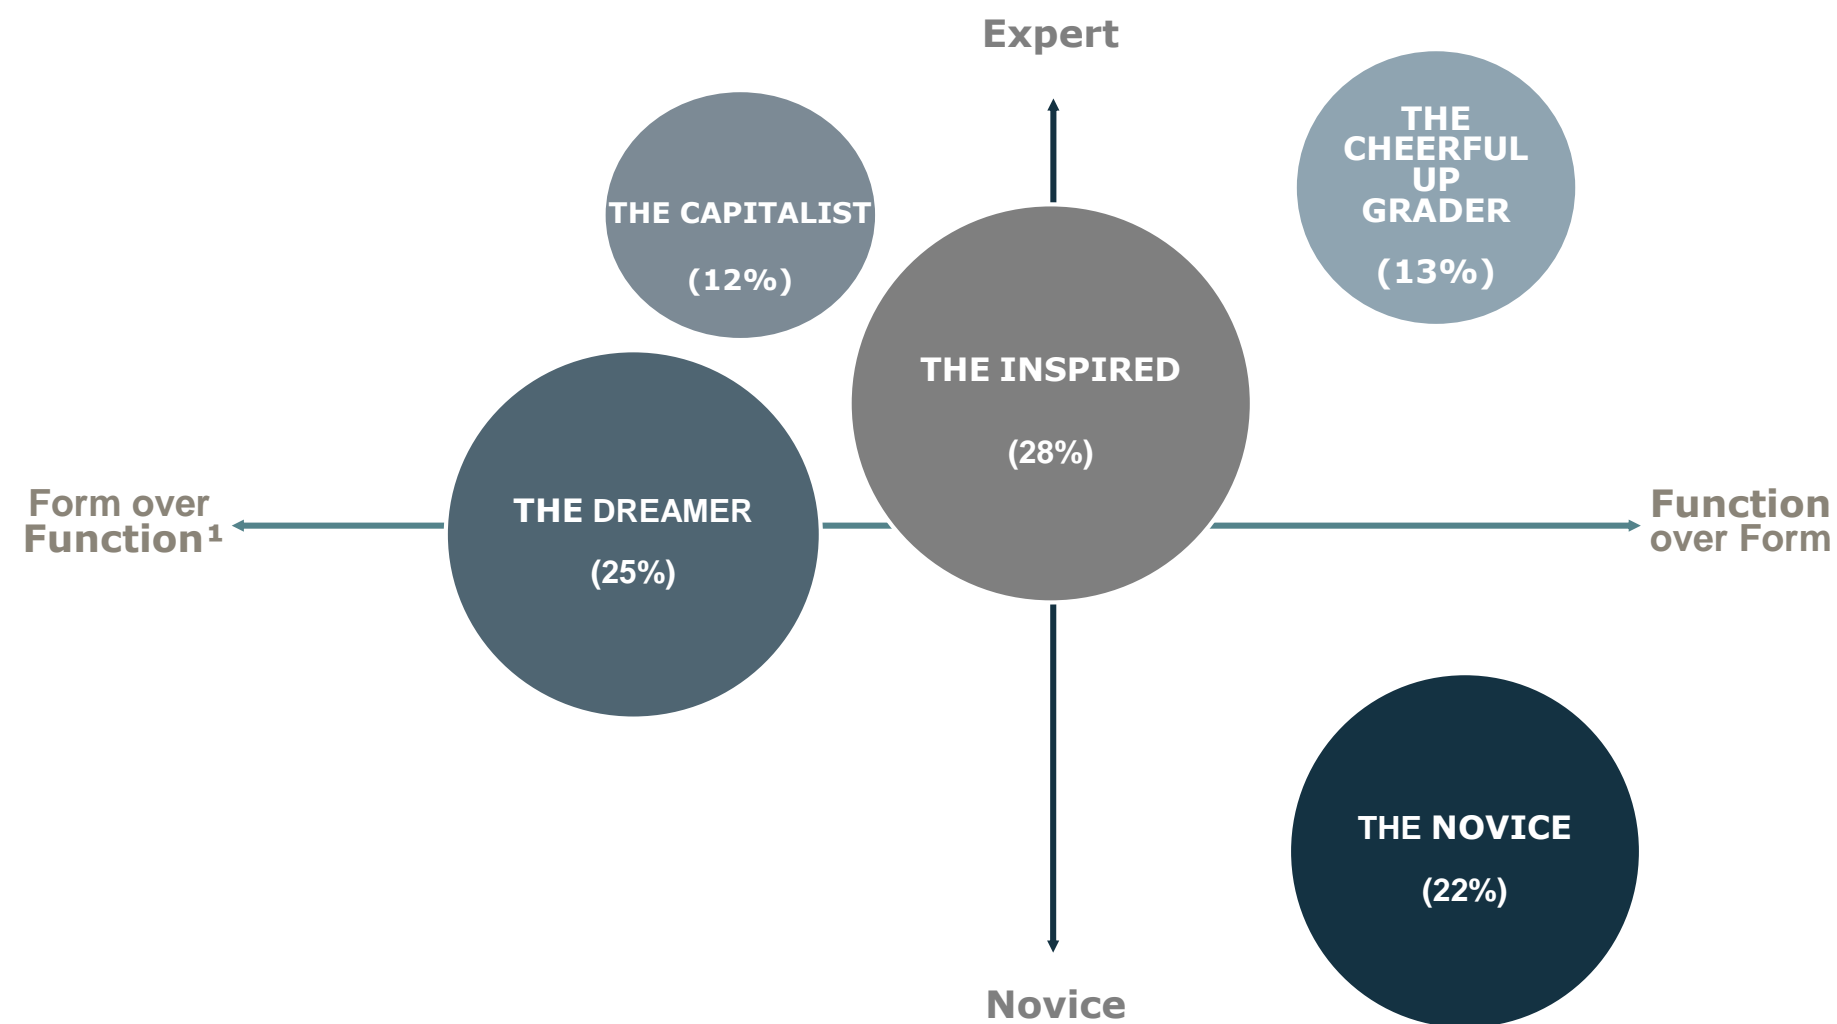 Expert
THE
CHEERFUL
UP
GRADER
(13%)
THE CAPITALIST
(12%)
THE INSPIRED
(28%)
Form over
Function¹
THE DREAMER
(25%)
Function
over Form
THE NOVICE
(22%)
Novice